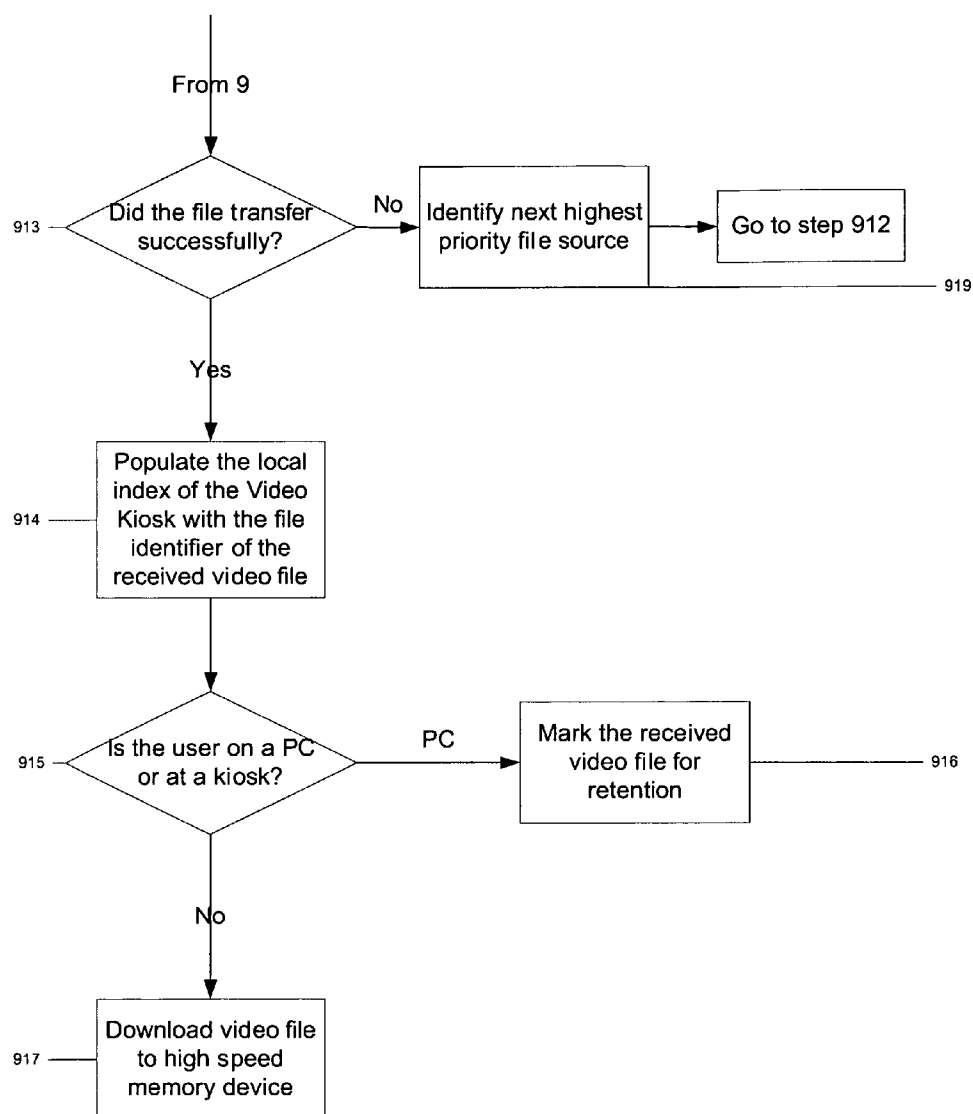 From 9
913
Did the file transfer
successfully?
No
Identify next highest
priority file source
Go to step 912
919
Yes
914
Populate the local
index of the Video
Kiosk with the file
identifier of the
received video file
915
Is the user on a PC
or at a kiosk?
PC
Mark the received
video file for
retention
916
No
917
Download video file
to high speed
memory device